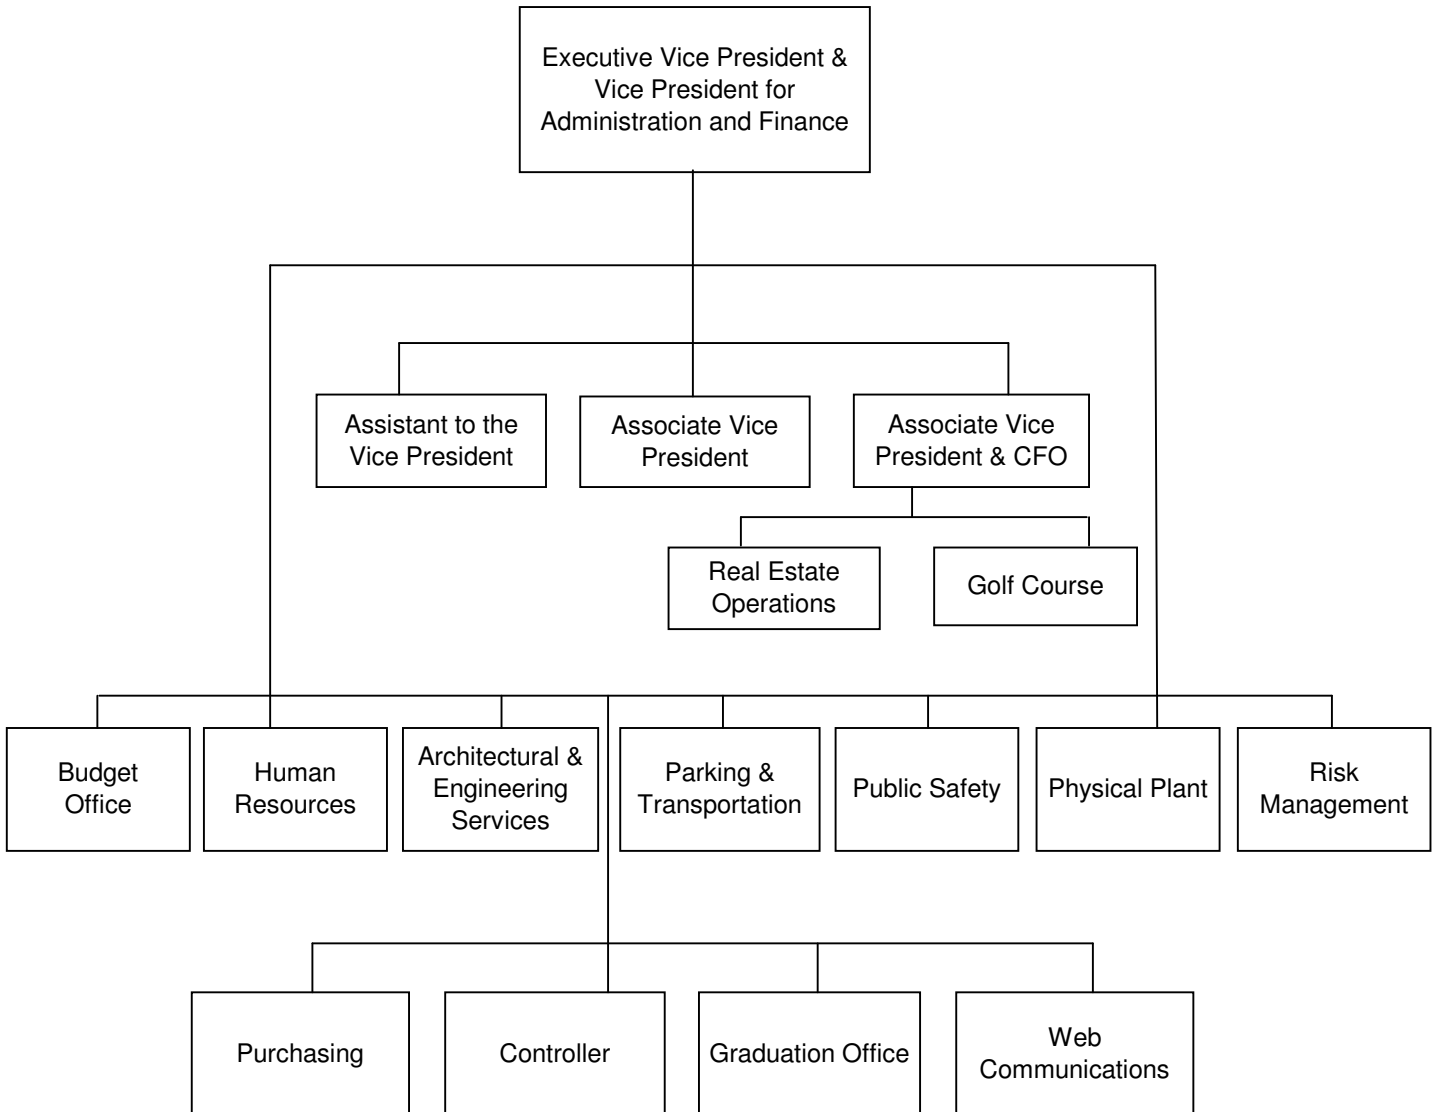 Executive Vice President &
Vice President for
Administration and Finance
Assistant to the
Vice President
Associate Vice
President
Associate Vice
President & CFO
Real Estate
Operations
Golf Course
Budget
Office
Human
Resources
Architectural &
Engineering
Services
Parking &
Transportation
Public Safety
Physical Plant
Risk
Management
Purchasing
Controller
Graduation Office
Web
Communications